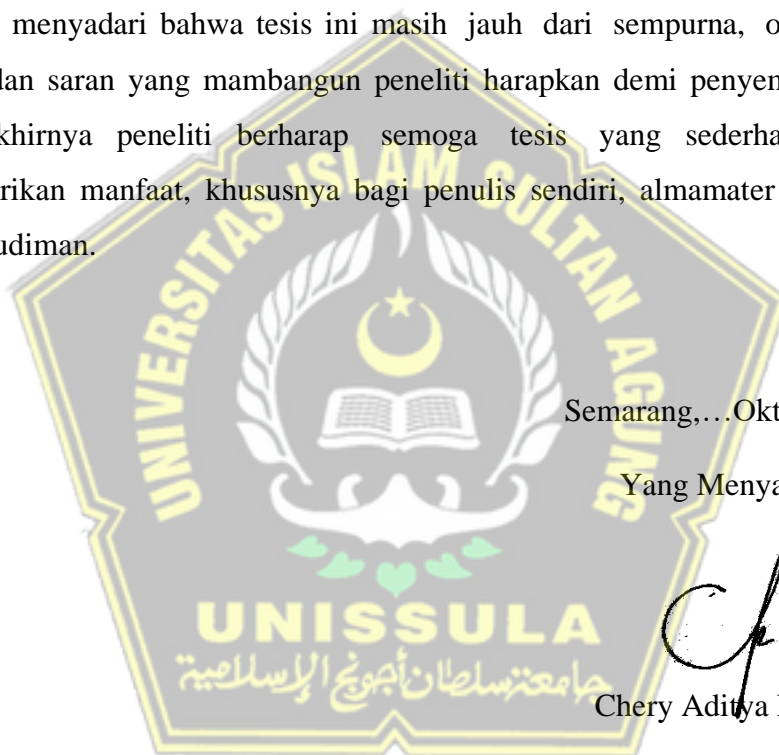 menyadari bahwa tesis ini masih jauh dari sempurna, o
dan saran yang mambangun peneliti harapkan demi penyem
khirnya peneliti berharap semoga tesis yang sederha
rikan manfaat, khususnya bagi penulis sendiri, almamater
udiman.
UNIVERSITAS ISLAM SULTAN AGUNG
Semarang,…Okt
Yang Menya
UNISSULA
جامعة سلطان أجونج الإسلامية
Chery Aditya